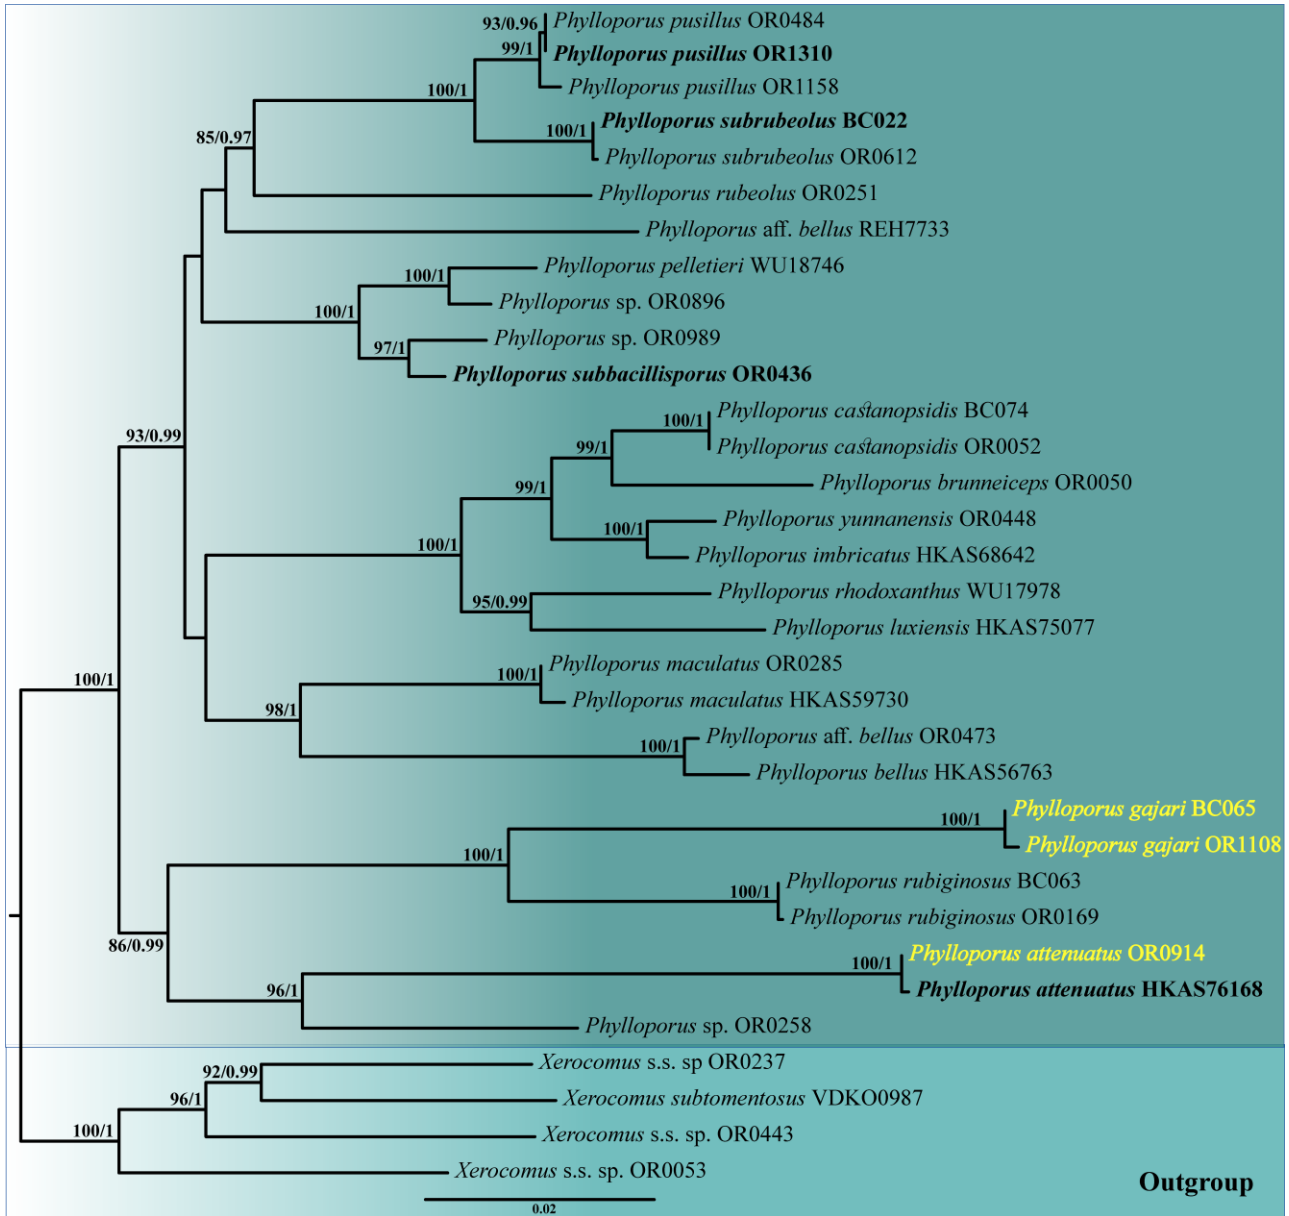 93/0.96
Phylloporus pusillus OR0484
99/1
Phylloporus pusillus OR1310
100/1
Phylloporus pusillus OR1158
85/0.97
100/1
Phylloporus subrubeolus BC022
Phylloporus subrubeolus OR0612
Phylloporus rubeolus OR0251
Phylloporus aff. bellus REH7733
100/1
Phylloporus pelletieri WU18746
100/1
Phylloporus sp. OR0896
97/1
Phylloporus sp. OR0989
Phylloporus subbacillisporus OR0436
93/0.99
100/1
Phylloporus castanopsidis BC074
99/1
Phylloporus castanopsidis OR0052
99/1
Phylloporus brunneiceps OR0050
100/1
100/1
Phylloporus yunnanensis OR0448
Phylloporus imbricatus HKAS68642
95/0.99
Phylloporus rhodoxanthus WU17978
Phylloporus luxiensis HKAS75077
100/1
98/1
100/1
Phylloporus maculatus OR0285
Phylloporus maculatus HKAS59730
100/1
Phylloporus aff. bellus OR0473
Phylloporus bellus HKAS56763
100/1
Phylloporus gajari BC065
Phylloporus gajari OR1108
100/1
100/1
Phylloporus rubiginosus BC063
Phylloporus rubiginosus OR0169
86/0.99
100/1
Phylloporus attenuatus OR0914
96/1
Phylloporus attenuatus HKAS76168
Phylloporus sp. OR0258
92/0.99
Xerocomus s.s. sp OR0237
96/1
Xerocomus subtomentosus VDKO0987
100/1
Xerocomus s.s. sp. OR0443
Xerocomus s.s. sp. OR0053
Outgroup
0.02